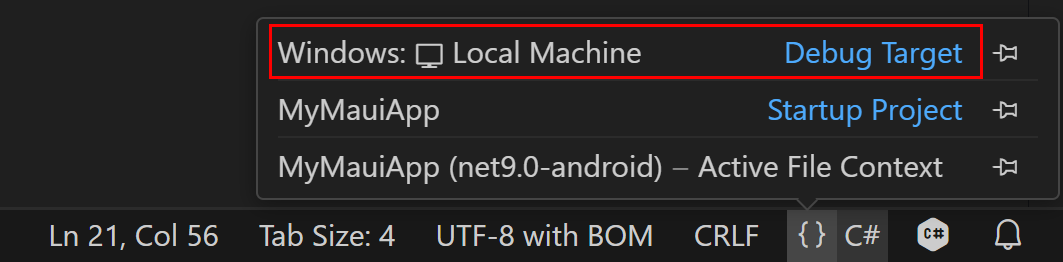 Windows: Local Machine Debug Target
MyMauiApp Startup Project
MyMauiApp (net9.0-android) – Active File Context
Ln 21, Col 56 Tab Size: 4 UTF-8 with BOM CRLF {} C# C#